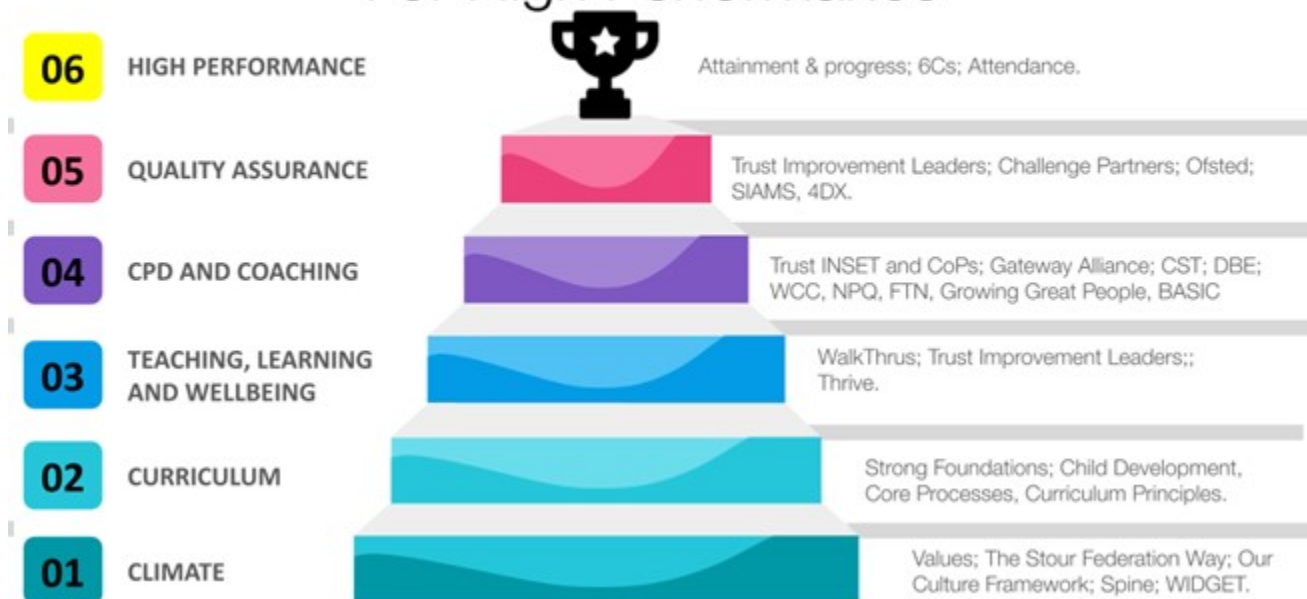 06
HIGH PERFORMANCE
Attainment & progress; 6Cs; Attendance.
05
QUALITY ASSURANCE
Trust Improvement Leaders; Challenge Partners; Ofsted;
SIAMS, 4DX.
04
CPD AND COACHING
Trust INSET and CoPs; Gateway Alliance; CST; DBE;
WCC, NPQ, FTN, Growing Great People, BASIC
03
TEACHING, LEARNING
AND WELLBEING
WalkThrus; Trust Improvement Leaders;;
Thrive.
02
CURRICULUM
Strong Foundations; Child Development,
Core Processes, Curriculum Principles.
01
CLIMATE
Values; The Stour Federation Way; Our
Culture Framework; Spine; WIDGET.